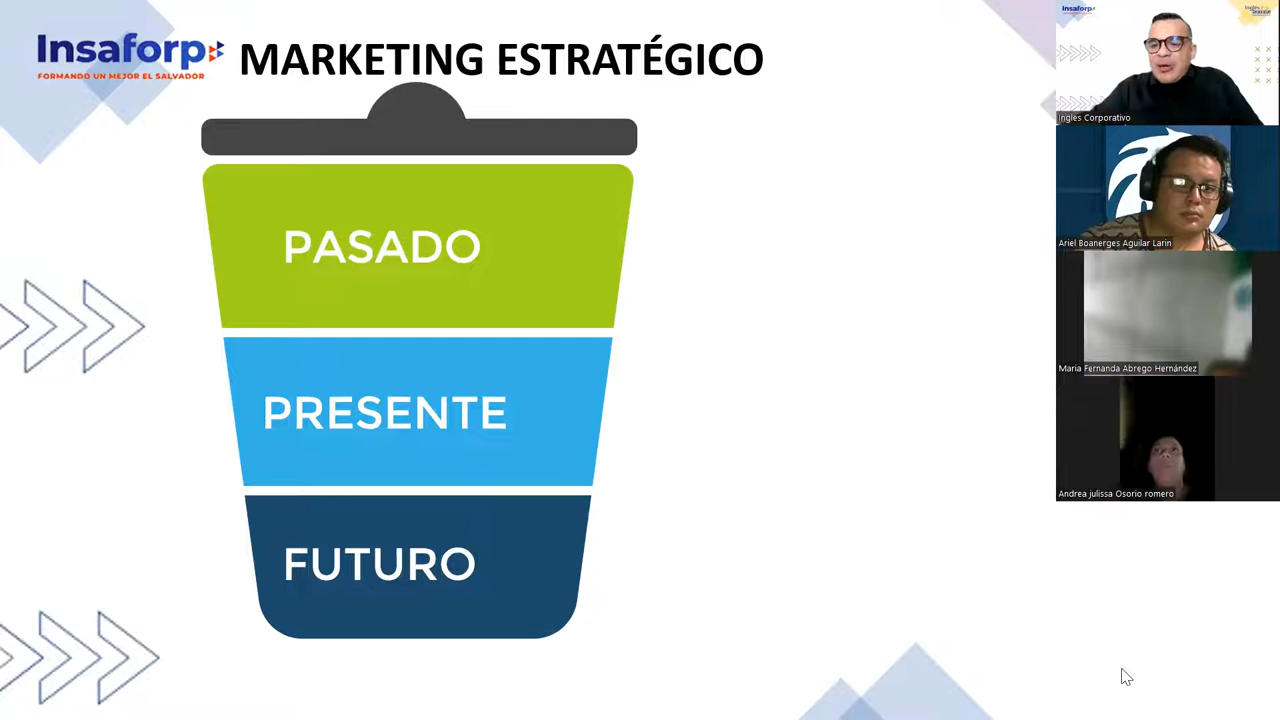 Insaforp
FORMANDO UN MEJOR EL SALVADOR
MARKETING ESTRATÉGICO
PASADO
PRESENTE
FUTURO
Insaforp
Ingles Corporativo
Ariel Boanerges Aguilar Larin
Maria Fernanda Abrego Hernández
Andrea julissa Osorio romero